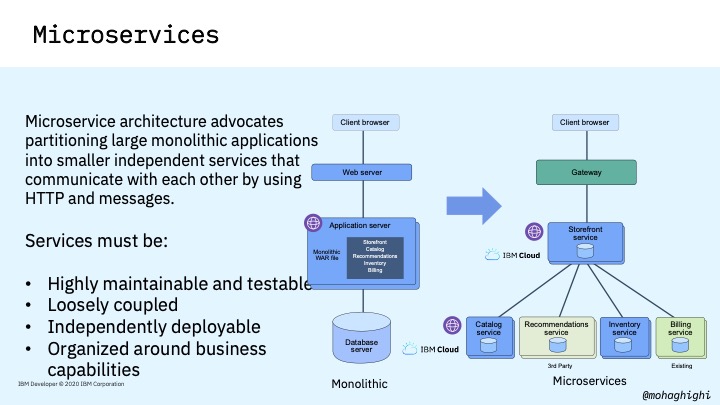 Microservices
Microservice architecture advocates
partitioning large monolithic applications
into smaller independent services that
communicate with each other by using
HTTP and messages.
Services must be:
• Highly maintainable and testable
• Loosely coupled
• Independently deployable
• Organized around business
capabilities
IBM Developer © 2020 IBM Corporation
Client browser
Web server
Application server
Monolithic
WAR file
Storefront
Catalog
Recommendations
Inventory
Billing
Database
server
Monolithic
Client browser
Gateway
Storefront
service
IBM Cloud
IBM Cloud
Catalog
service
Recommendations
service
Inventory
service
Billing
service
3rd Party
Existing
Microservices
@mohaghighi